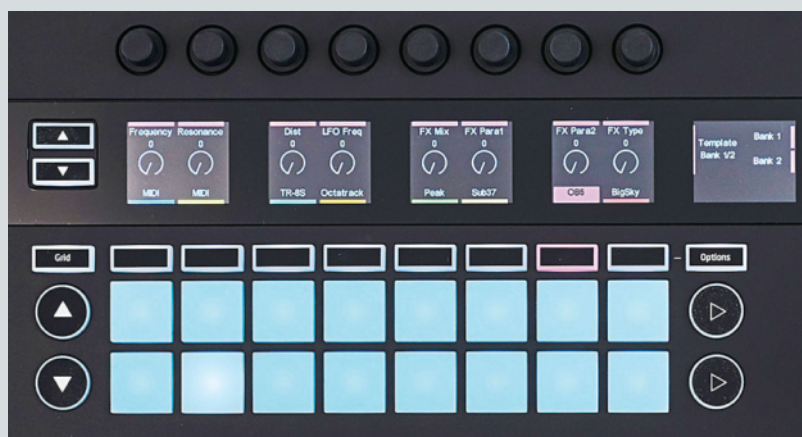 Frequency Resonance
0 0
MIDI MIDI
Dist LFO Freq
0 0
TR-8S Octatrack
FX Mix FX Para1
0 0
Peak Sub37
FX Para2 FX Type
0 0
OB6 BigSky
Template
Bank 1/2
Bank 1
Bank 2
Grid
Options